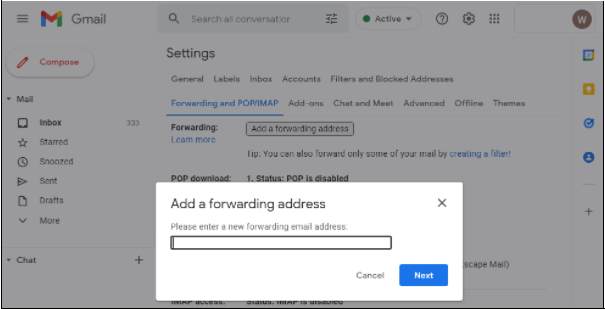 Gmail
Search all conversatior
Active
W
Compose
Mail
Inbox 333
Starred
Snoozed
Sent
Drafts
More
Chat
Settings
General Labels Inbox Accounts Filters and Blocked Addresses
Forwarding and POP/IMAP Add-ons Chat and Meet Advanced Offline Themes
Forwarding: Add a forwarding address
Learn more
Tip: You can also forward only some of your mail by creating a filter!
POP download: 1. Status: POP is disabled
Add a forwarding address
Please enter a new forwarding email address:
Cancel Next
scape Mail)
IMAP access: Status: IMAP is disabled